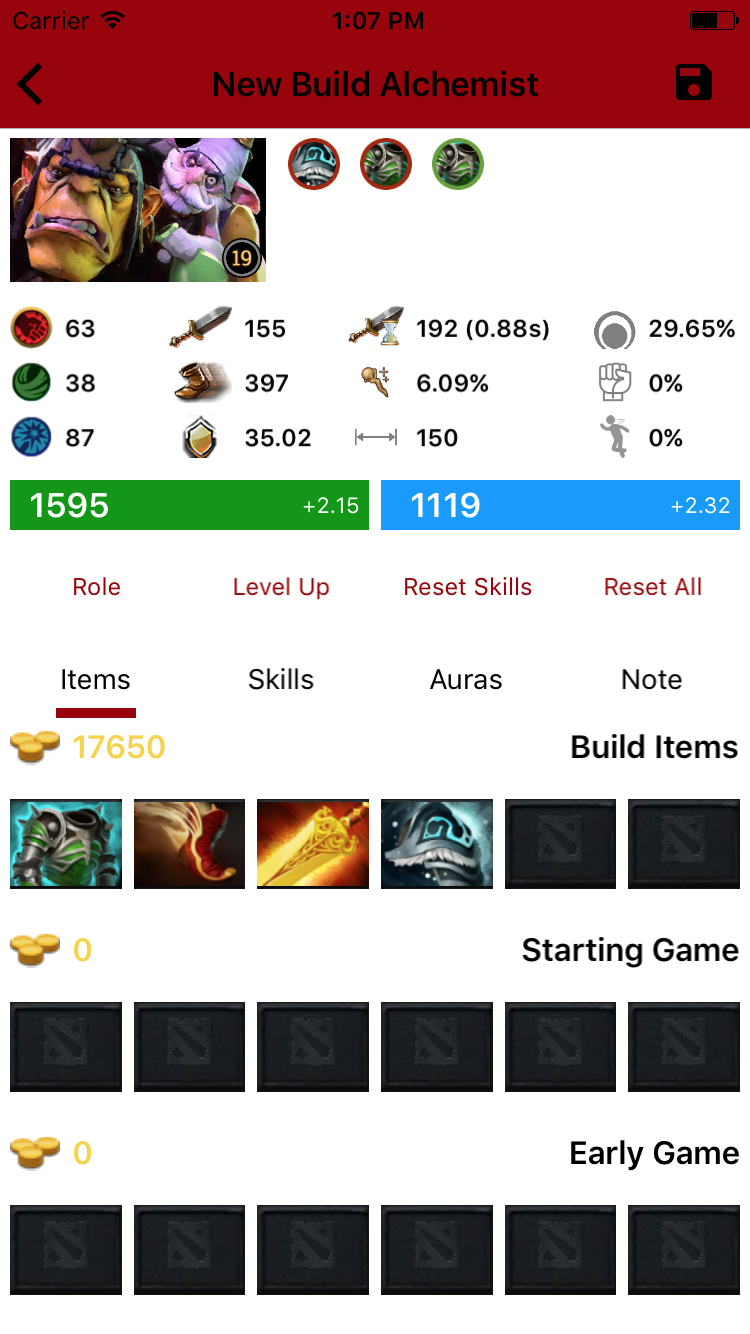 Carrier 1:07 PM
New Build Alchemist
19
63 155 192 (0.88s) 29.65%
38 397 6.09% 0%
87 35.02 150 0%
1595 +2.15 1119 +2.32
Role Level Up Reset Skills Reset All
Items Skills Auras Note
17650 Build Items
0 Starting Game
0 Early Game